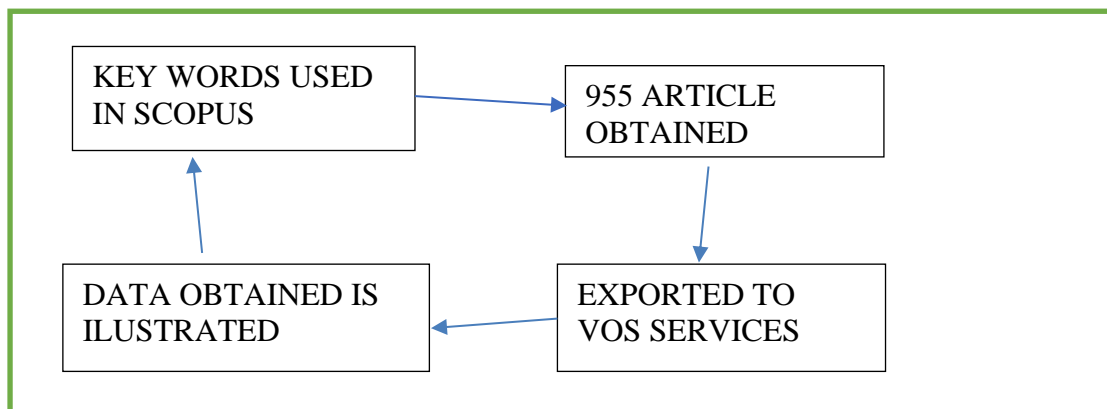 KEY WORDS USED
IN SCOPUS
955 ARTICLE
OBTAINED
DATA OBTAINED IS
ILUSTRATED
EXPORTED TO
VOS SERVICES